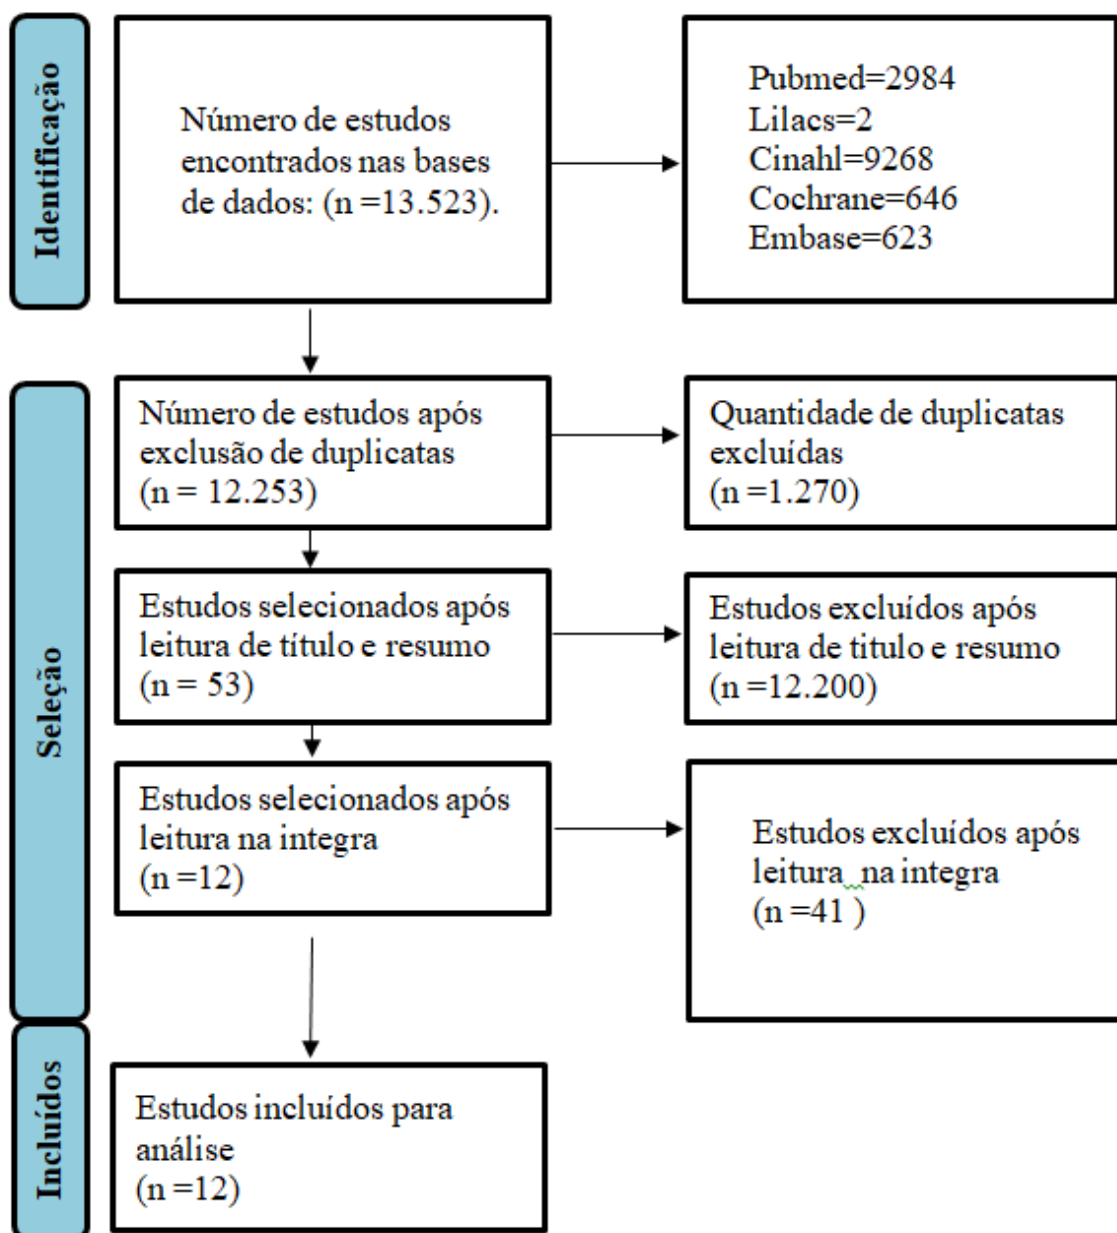 Identificação
Número de estudos
encontrados nas bases
de dados: (n =13.523).
Pubmed=2984
Lilacs=2
Cinahl=9268
Cochrane=646
Embase=623
Seleção
Número de estudos após
exclusão de duplicatas
(n = 12.253)
Quantidade de duplicatas
excluídas
(n =1.270)
Estudos selecionados após
leitura de título e resumo
(n = 53)
Estudos excluídos após
leitura de titulo e resumo
(n =12.200)
Estudos selecionados após
leitura na integra
(n =12)
Estudos excluídos após
leitura  na integra
(n =41 )
Incluídos
Estudos incluídos para
análise
(n =12)